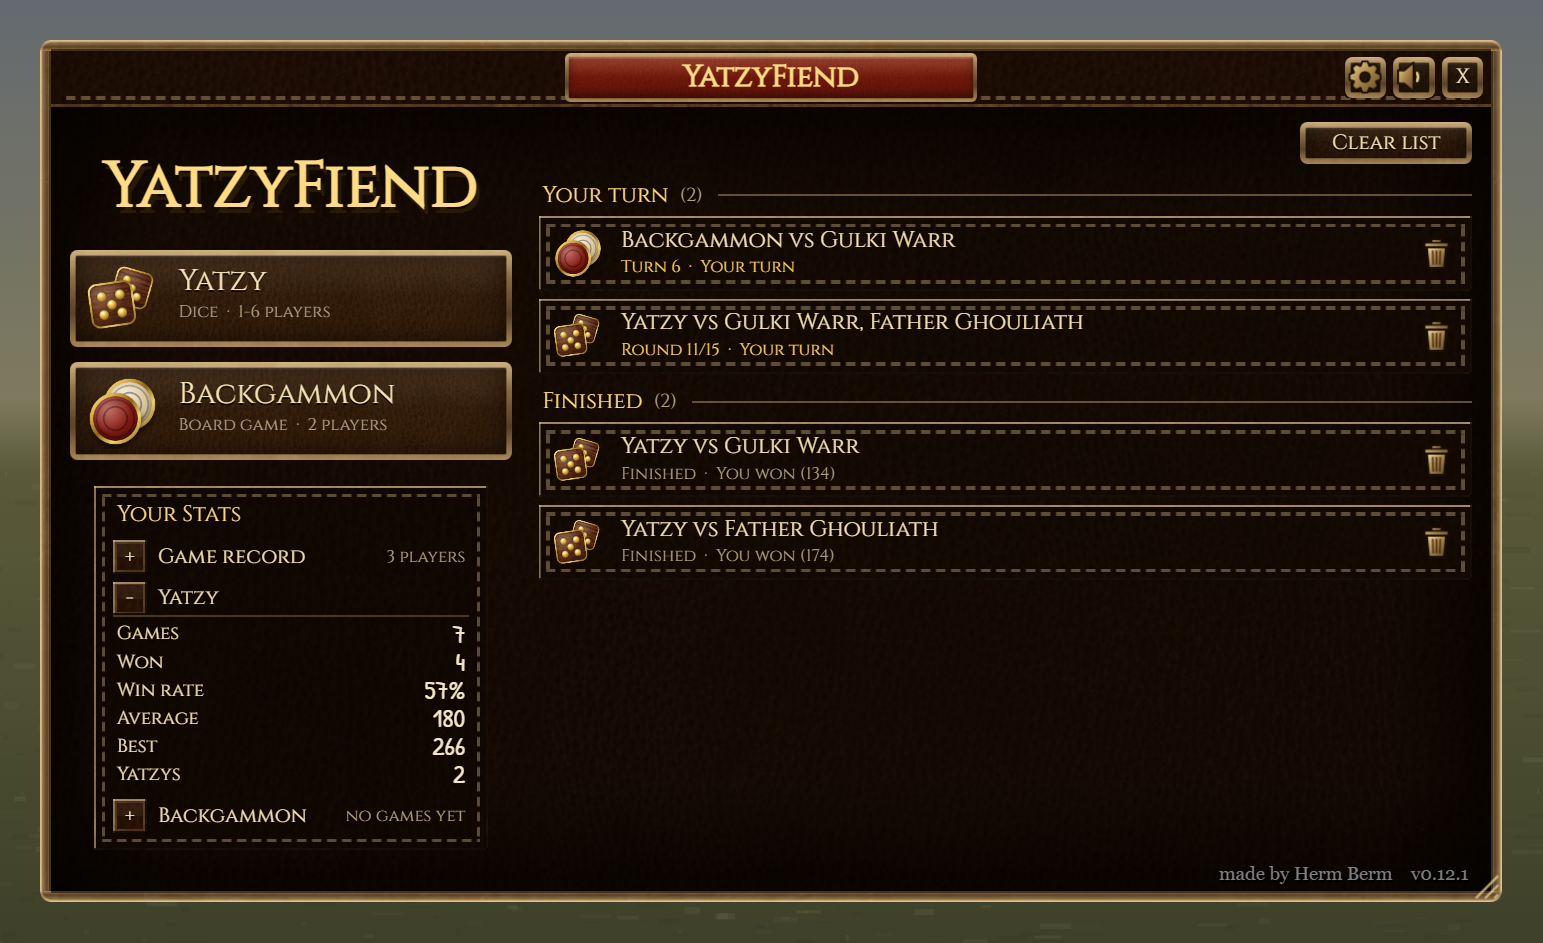 YatzyFiend
X
YatzyFiend
Yatzy
Dice · 1-6 players
Backgammon
Board game · 2 players
Your Stats
+ Game record 3 players
- Yatzy
Games 7
Won 4
Win rate 57%
Average 180
Best 266
Yatzys 2
+ Backgammon no games yet
Clear list
Your turn (2)
Backgammon vs Gulki Warr
Turn 6 · Your turn
Yatzy vs Gulki Warr, Father Ghouliath
Round 11/15 · Your turn
Finished (2)
Yatzy vs Gulki Warr
Finished · You won (134)
Yatzy vs Father Ghouliath
Finished · You won (174)
made by Herm Berm v0.12.1